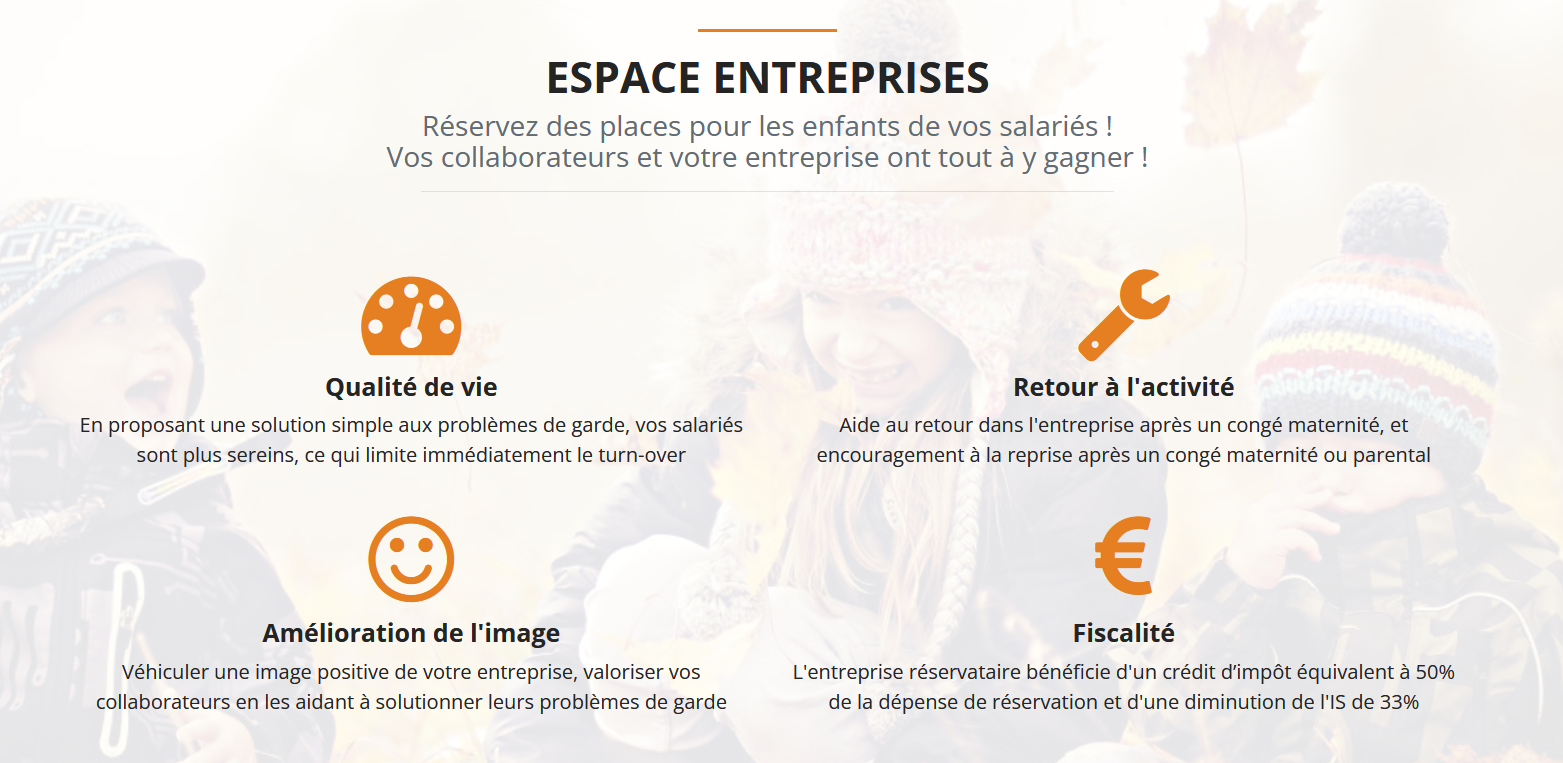 ESPACE ENTREPRISES
Réservez des places pour les enfants de vos salariés !
Vos collaborateurs et votre entreprise ont tout à y gagner !
Qualité de vie
En proposant une solution simple aux problèmes de garde, vos salariés
sont plus sereins, ce qui limite immédiatement le turn-over
Retour à l'activité
Aide au retour dans l'entreprise après un congé maternité, et
encouragement à la reprise après un congé maternité ou parental
Amélioration de l'image
Véhiculer une image positive de votre entreprise, valoriser vos
collaborateurs en les aidant à solutionner leurs problèmes de garde
€
Fiscalité
L'entreprise réservataire bénéficie d'un crédit d’impôt équivalent à 50%
de la dépense de réservation et d'une diminution de l'IS de 33%